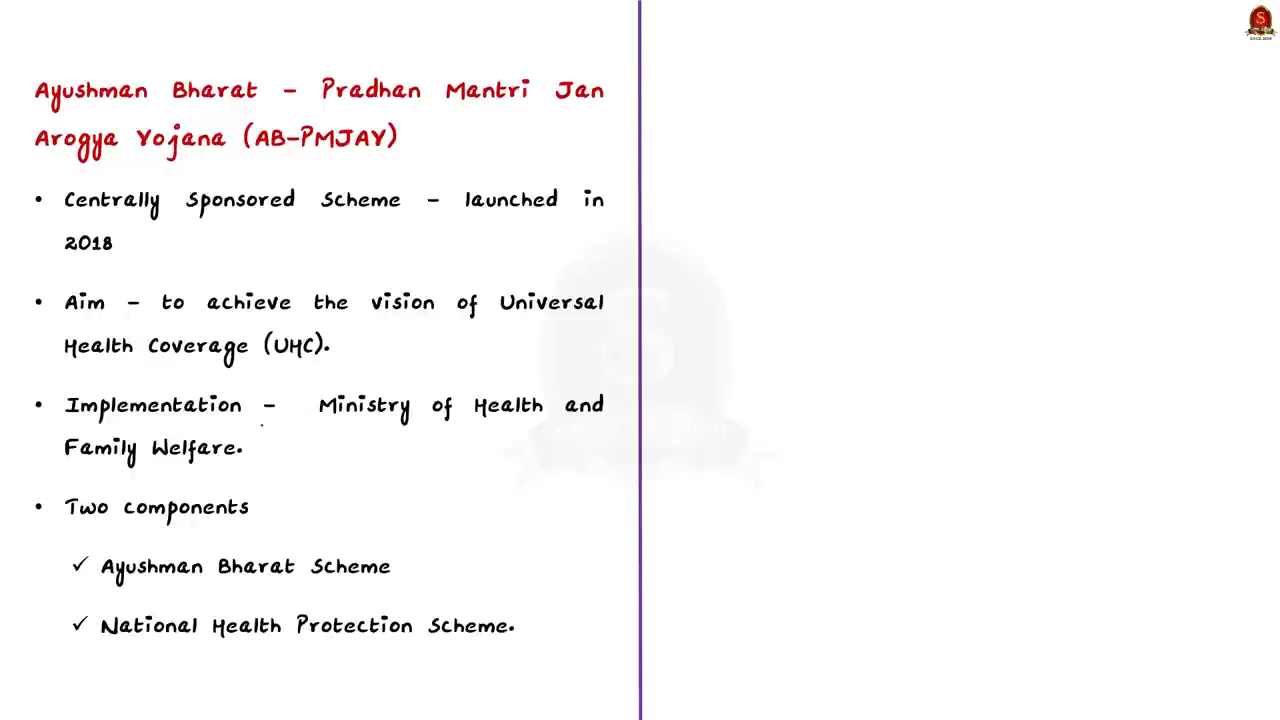 Ayushman Bharat - Pradhan Mantri Jan
Arogya Yojana (AB-PMJAY)
• Centrally Sponsored Scheme - launched in
2018
• Aim - to achieve the vision of Universal
Health Coverage (UHC).
• Implementation - Ministry of Health and
Family Welfare.
• Two components
✓ Ayushman Bharat Scheme
✓ National Health Protection Scheme.